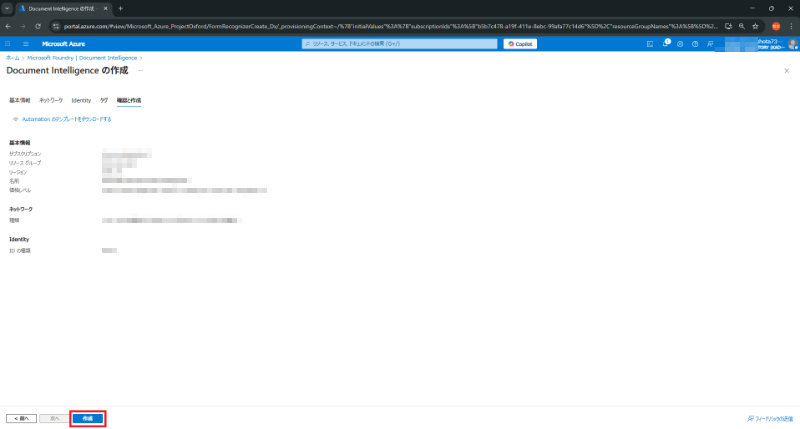 Document Intelligence の作成
portal.azure.com/#view/Microsoft_Azure_ProjectOxford/FormRecognizerCreate_Dx/_provisioningContext~/%7B"initialValues"%3A%7B"subscriptionIds"%3A%5B"b5b7c478-a19f-411e-8ebc-99afa77c14d6"%5D%2C"resourceGroupNames"%3A%5B%5D%2...
Microsoft Azure
リソース、サービス、ドキュメントの検索 (G+/)
Copilot
ホーム > Microsoft Foundry | Document Intelligence >
Document Intelligence の作成 ...
基本情報 ネットワーク Identity タグ 確認と作成
Automation のテンプレートをダウンロードする
基本情報
サブスクリプション
リソース グループ
リージョン
名前
価格レベル
ネットワーク
種類
Identity
ID の種類
< 前へ 次へ 作成 フィードバックの送信